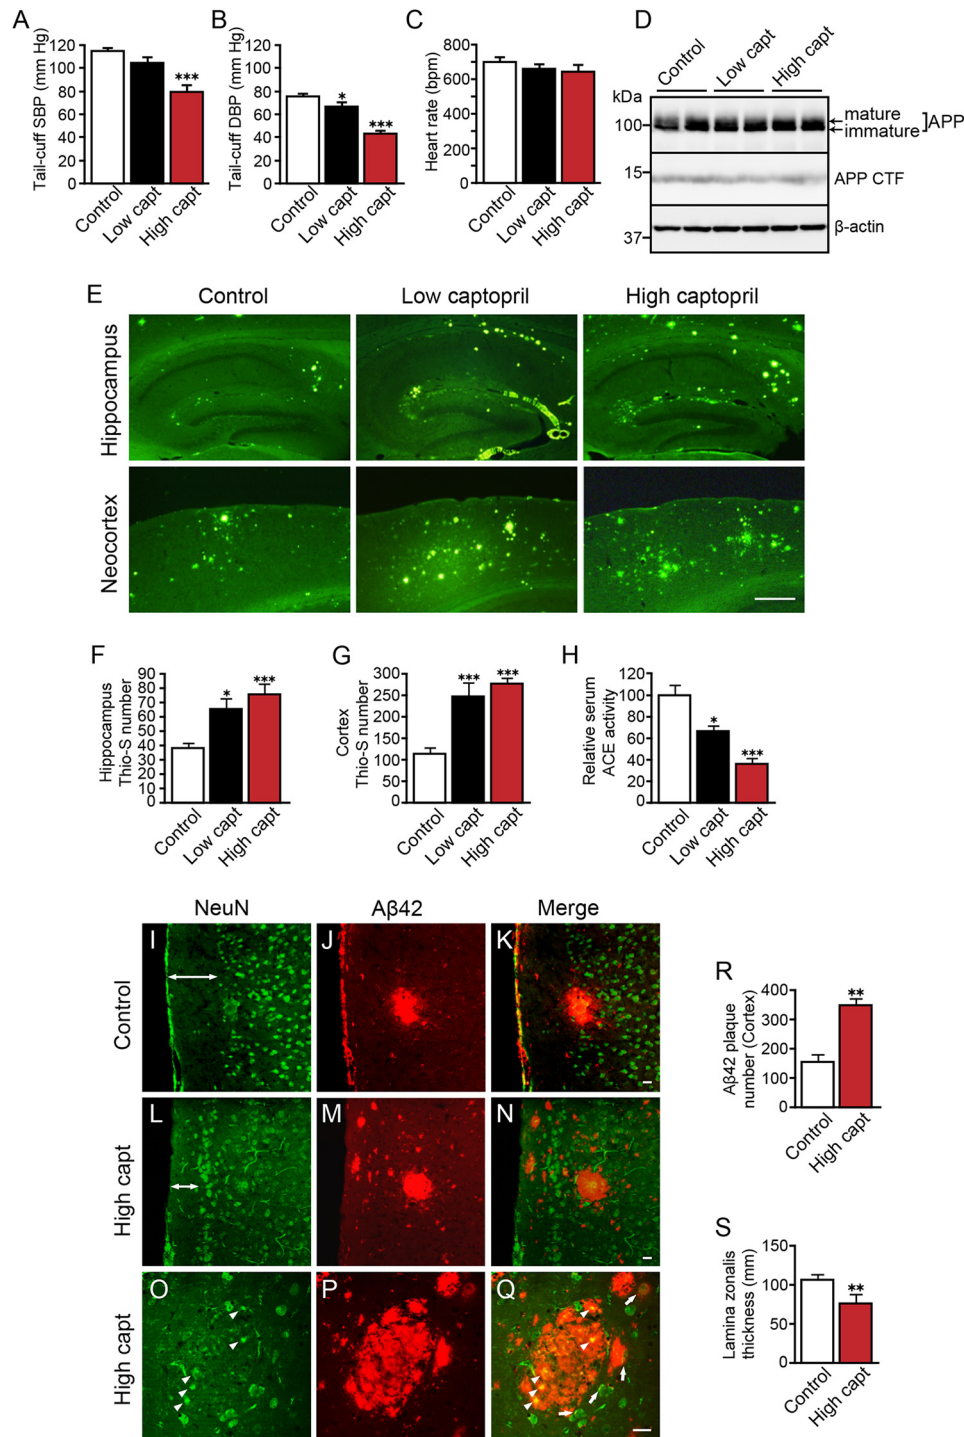 A
Tail-cuff SBP (mm Hg)
120
100
80
60
40
20
0
***
Control
Low capt
High capt
B
Tail-cuff DBP (mm Hg)
120
100
80
60
40
20
0
*
***
Control
Low capt
High capt
C
Heart rate (bpm)
800
600
400
200
0
Control
Low capt
High capt
D
Control
Low capt
High capt
kDa
100
15
37
mature
immature
]APP
APP CTF
β-actin
E
Control
Low captopril
High captopril
Hippocampus
Neocortex
F
Hippocampus
Thio-S number
90
80
70
60
50
40
30
20
10
0
*
***
Control
Low capt
High capt
G
Cortex
Thio-S number
300
250
200
150
100
50
0
***
***
Control
Low capt
High capt
H
Relative serum
ACE activity
120
100
80
60
40
20
0
*
***
Control
Low capt
High capt
NeuN
Aβ42
Merge
Control
I
J
K
High capt
L
M
N
High capt
O
P
Q
R
Aβ42 plaque
number (Cortex)
400
300
200
100
0
**
Control
High capt
S
Lamina zonalis
thickness (mm)
150
100
50
0
**
Control
High capt